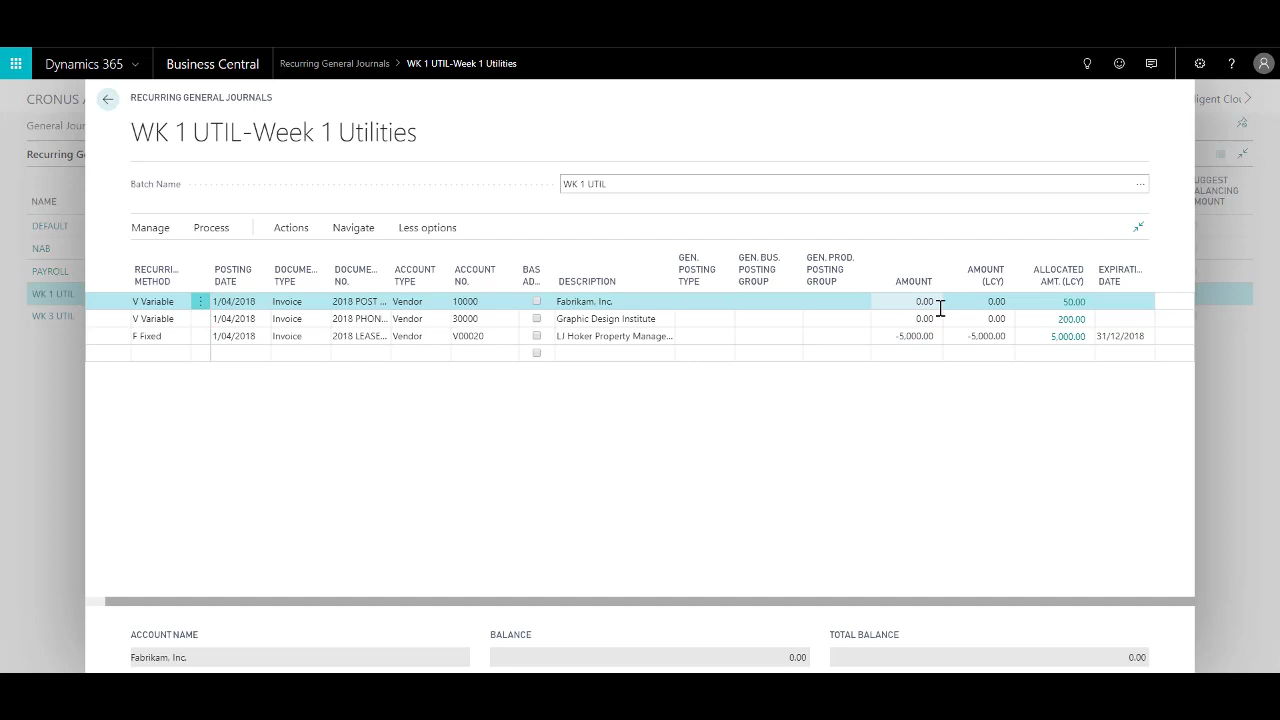 Dynamics 365 Business Central Recurring General Journals > WK 1 UTIL-Week 1 Utilities ?
CRONUS A
General Jour
Recurring Ge
NAME
DEFAULT
NAB
PAYROLL
WK 1 UTIL
WK 3 UTIL
RECURRING GENERAL JOURNALS
WK 1 UTIL-Week 1 Utilities
Batch Name WK 1 UTIL ...
Manage Process Actions Navigate Less options
RECURRI... METHOD POSTING DATE DOCUME... TYPE DOCUME... NO. ACCOUNT TYPE ACCOUNT NO. BAS AD... DESCRIPTION GEN. POSTING TYPE GEN. BUS. POSTING GROUP GEN. PROD. POSTING GROUP AMOUNT AMOUNT (LCY) ALLOCATED AMT. (LCY) EXPIRATI... DATE
V Variable 1/04/2018 Invoice 2018 POST ... Vendor 10000 Fabrikam, Inc. 0.00 0.00 50.00
V Variable 1/04/2018 Invoice 2018 PHON... Vendor 30000 Graphic Design Institute 0.00 0.00 200.00
F Fixed 1/04/2018 Invoice 2018 LEASE... Vendor V00020 LJ Hoker Property Manage... -5,000.00 -5,000.00 5,000.00 31/12/2018
ACCOUNT NAME BALANCE TOTAL BALANCE
Fabrikam, Inc. 0.00 0.00
lligent Clou
UGGEST
ALANCING
MOUNT